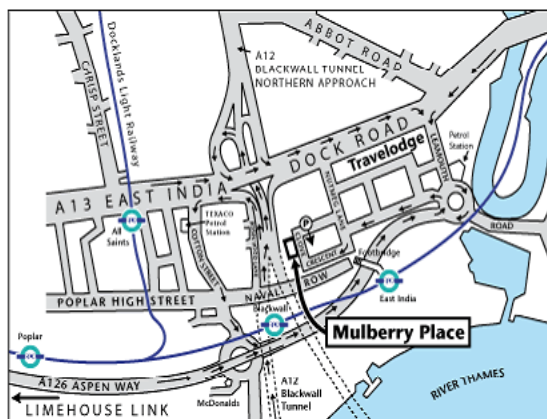 ABBOT ROAD
A12
BLACKWALL TUNNEL
NORTHERN APPROACH
Docklands Light Railway
CRISP STREET
A13 EAST INDIA DOCK ROAD
Travelodge
Petrol
Station
LEAMOUTH
ROAD
NUTMEG LANE
P
CLOVE
CRESCENT
TEXACO
Petrol
Station
COTTON STREET
All
Saints
Footbridge
POPLAR HIGH STREET
NAVAL ROW
Blackwall
East India
Mulberry Place
Poplar
A126 ASPEN WAY
LIMEHOUSE LINK
McDonalds
A12
Blackwall
Tunnel
RIVER THAMES